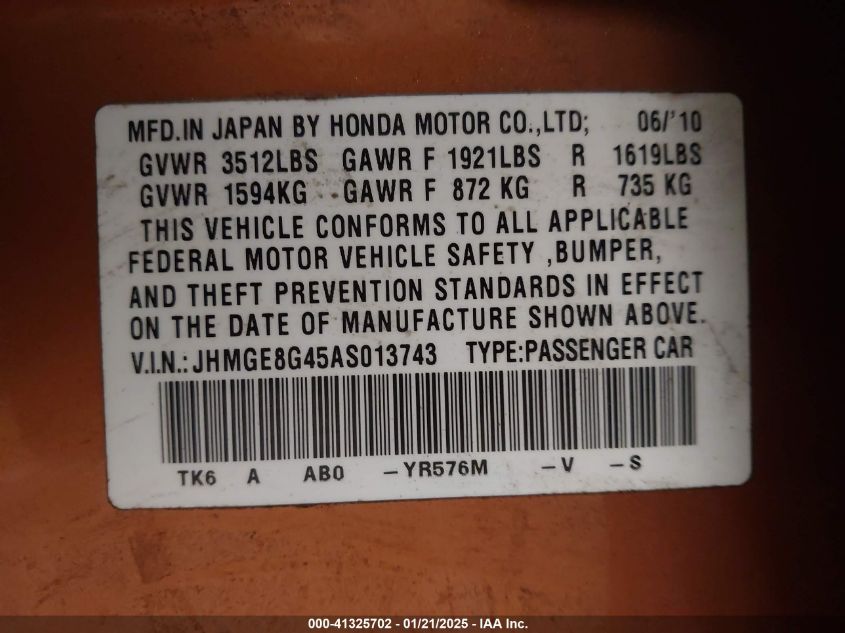 MFD.IN JAPAN BY HONDA MOTOR CO.,LTD; 06/'10
GVWR 3512LBS GAWR F 1921LBS R 1619LBS
GVWR 1594KG GAWR F 872 KG R 735 KG
THIS VEHICLE CONFORMS TO ALL APPLICABLE
FEDERAL MOTOR VEHICLE SAFETY ,BUMPER,
AND THEFT PREVENTION STANDARDS IN EFFECT
ON THE DATE OF MANUFACTURE SHOWN ABOVE.
V.I.N.: JHMGE8G45AS013743 TYPE:PASSENGER CAR
TK6 A AB0 -YR576M -V -S
000-41325702 - 01/21/2025 - IAA Inc.